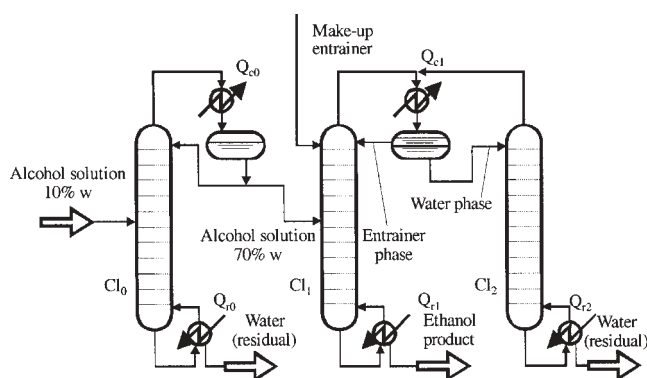 Make-up
entrainer
Qc0
Qc1
Alcohol solution
10% w
Alcohol solution
70% w
Entrainer
phase
Water phase
Cl0
Cl1
Cl2
Qr0
Water
(residual)
Qr1
Ethanol
product
Qr2
Water
(residual)